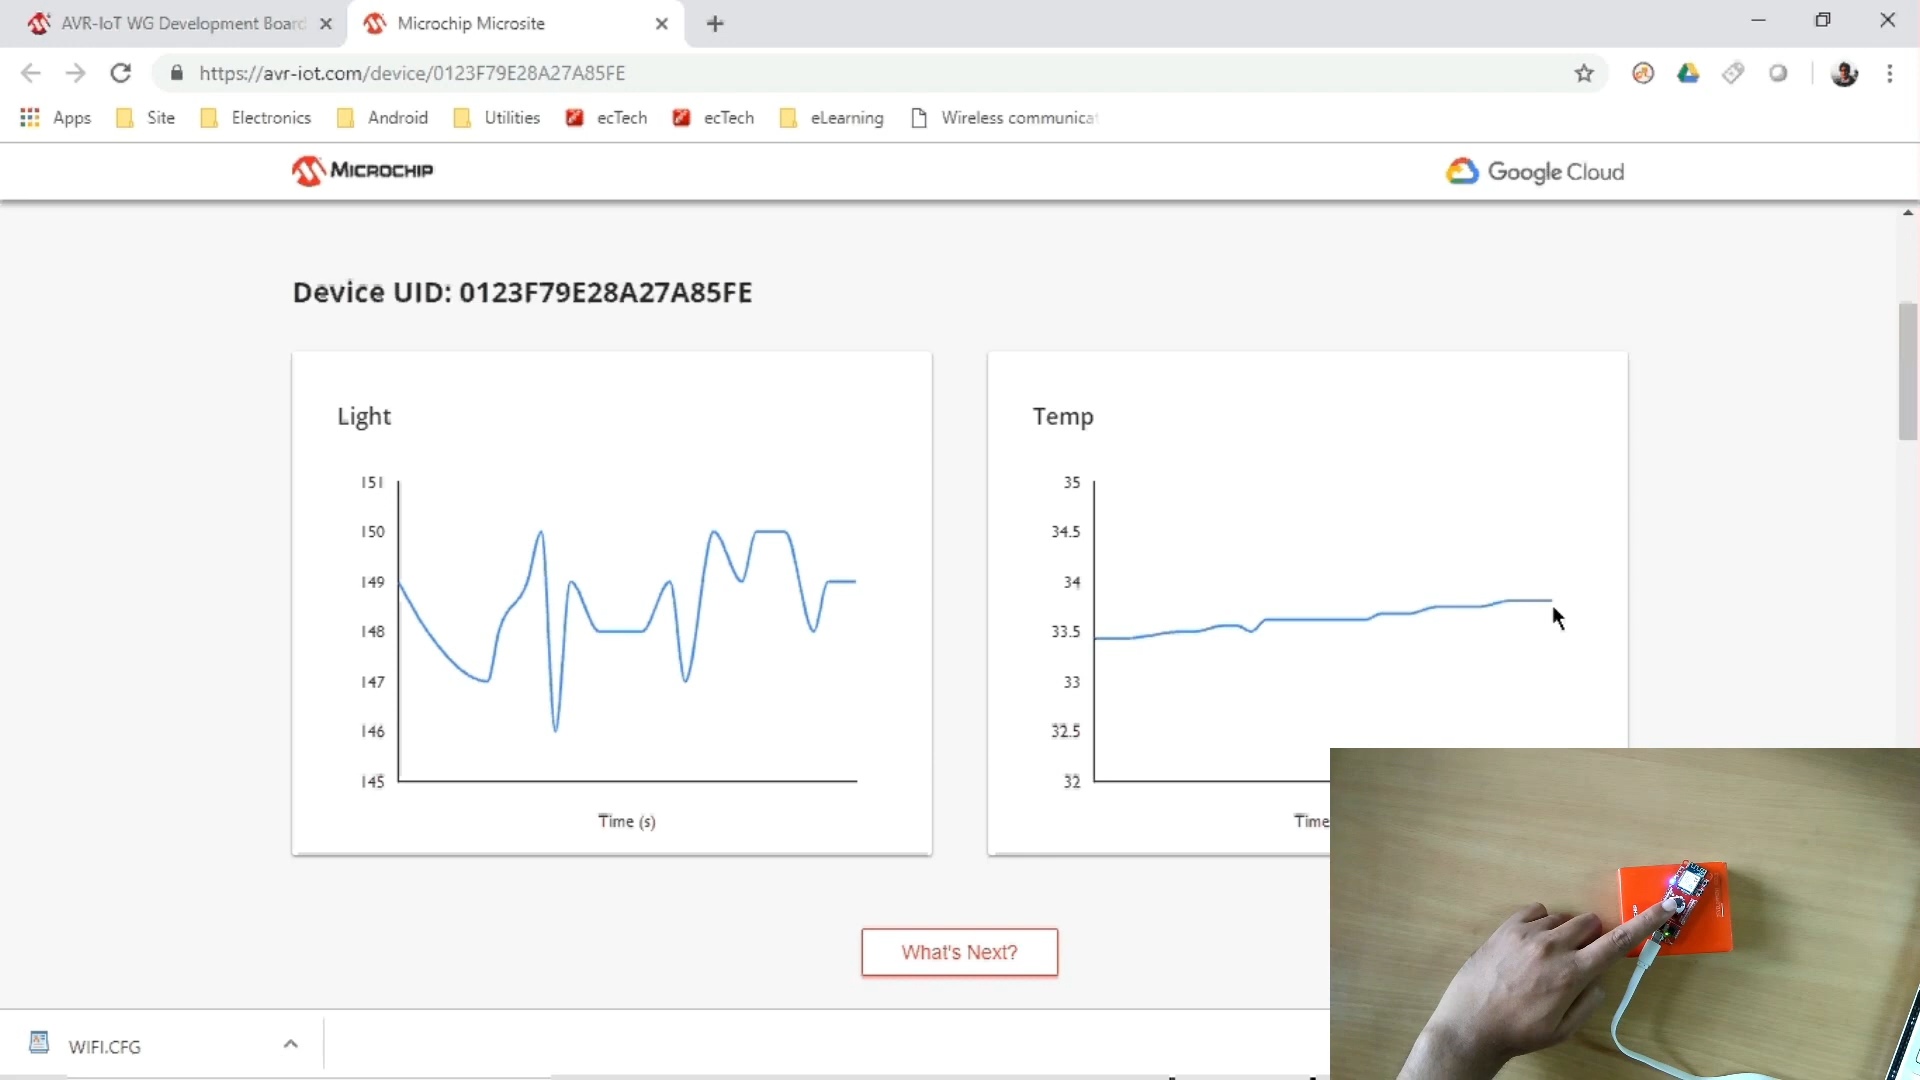 AVR-IoT WG Development Board
Microchip Microsite
https://avr-iot.com/device/0123F79E28A27A85FE
Apps
Site
Electronics
Android
Utilities
ecTech
ecTech
eLearning
Wireless communicat
MICROCHIP
Google Cloud
Device UID: 0123F79E28A27A85FE
Light
151
150
149
148
147
146
145
Time (s)
Temp
35
34.5
34
33.5
33
32.5
32
Time
What's Next?
WIFI.CFG